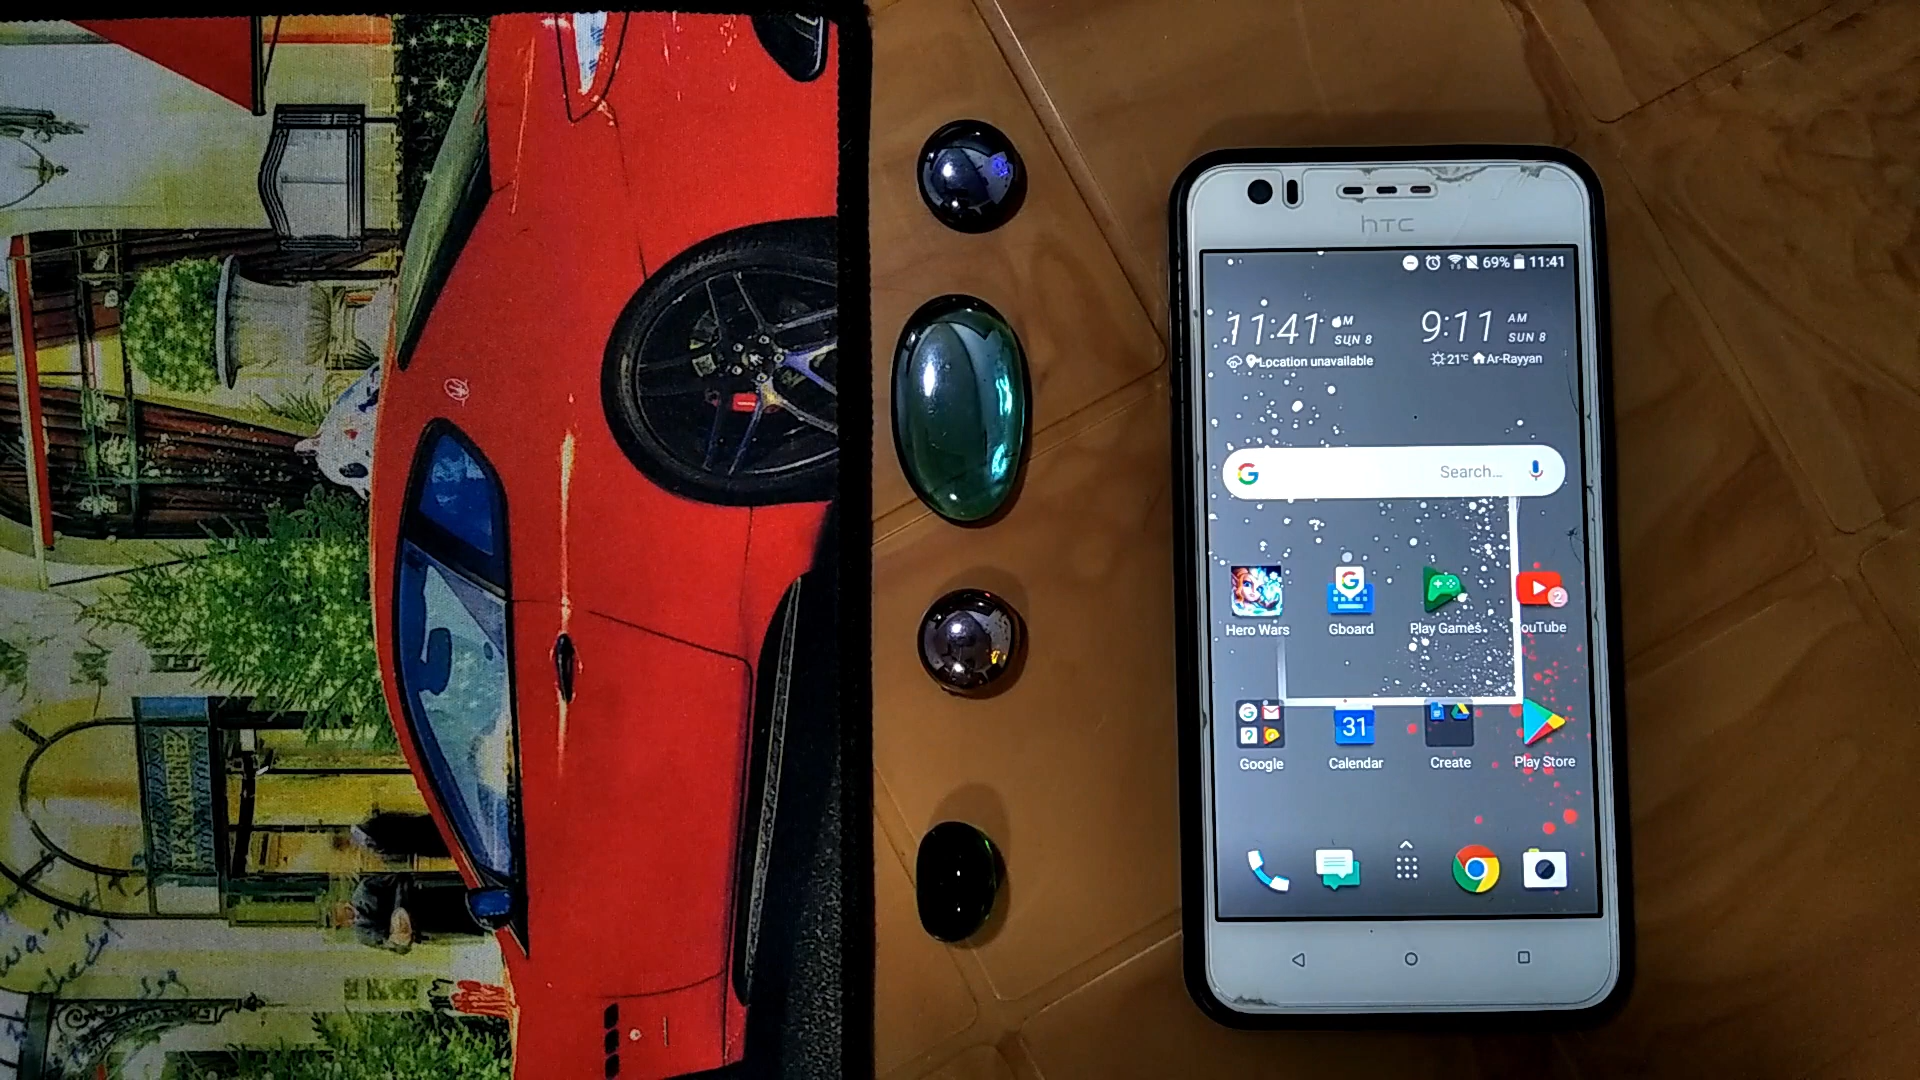 HTC
69% 11:41
11:41 AM
SUN 8
Location unavailable
9:11 AM
SUN 8
21°C Ar-Rayyan
Search...
Hero Wars
Gboard
Play Games
2
ouTube
31
Google
Calendar
Create
Play Store